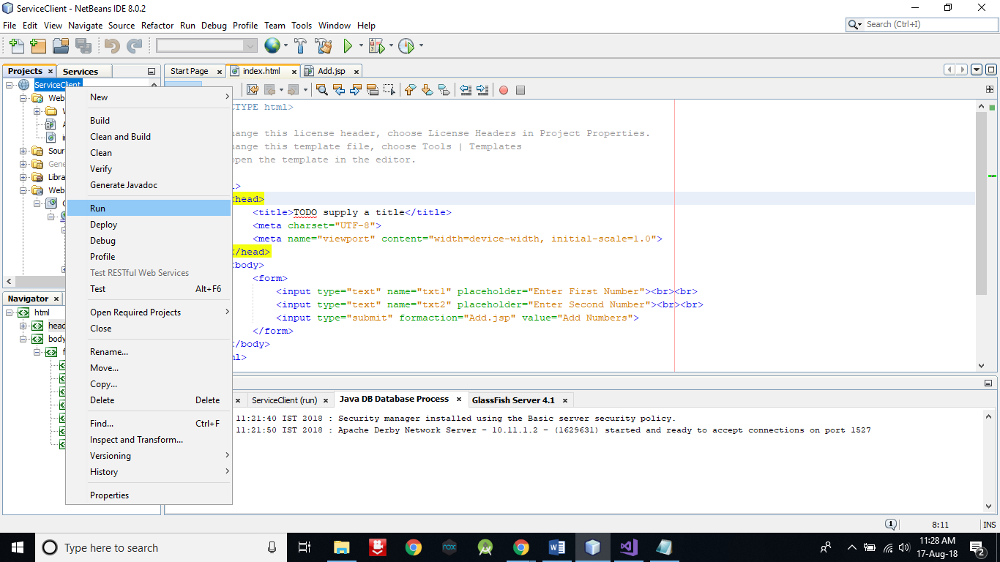 ServiceClient - NetBeans IDE 8.0.2
File Edit View Navigate Source Refactor Run Debug Profile Team Tools Window Help
Search (Ctrl+I)
Projects
Services
Start Page
index.html
Add.jsp
ServiceClient
Web
Sour
Gene
Libra
Web
New
Build
Clean and Build
Clean
Verify
Generate Javadoc
Run
Deploy
Debug
Profile
Test RESTful Web Services
Test Alt+F6
Open Required Projects
Close
Rename...
Move...
Copy...
Delete Delete
Find... Ctrl+F
Inspect and Transform...
Versioning
History
Properties
CTYPE html>
hange this license header, choose License Headers in Project Properties.
hange this template file, choose Tools | Templates
open the template in the editor.
l>
<head>
<title>TODO supply a title</title>
<meta charset="UTF-8">
<meta name="viewport" content="width=device-width, initial-scale=1.0">
</head>
<body>
<form>
<input type="text" name="txt1" placeholder="Enter First Number"><br><br>
<input type="text" name="txt2" placeholder="Enter Second Number"><br><br>
<input type="submit" formaction="Add.jsp" value="Add Numbers">
</form>
</body>
ml>
Navigator
html
head
body
f
ServiceClient (run)
Java DB Database Process
GlassFish Server 4.1
11:21:40 IST 2018 : Security manager installed using the Basic server security policy.
11:21:50 IST 2018 : Apache Derby Network Server - 10.11.1.2 - (1629631) started and ready to accept connections on port 1527
1
8:11
INS
Type here to search
nox
11:28 AM
17-Aug-18
2